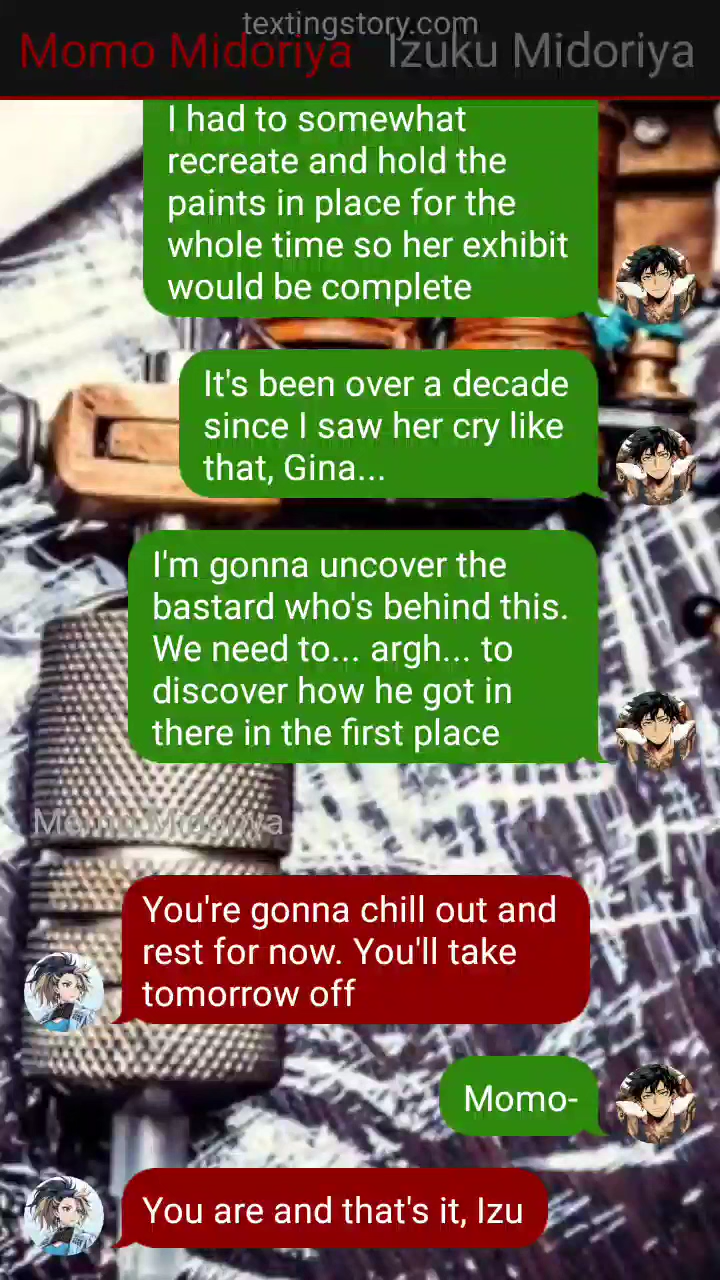 textingstory.com
Momo Midoriya Izuku Midoriya
I had to somewhat
recreate and hold the
paints in place for the
whole time so her exhibit
would be complete
It's been over a decade
since I saw her cry like
that, Gina...
I'm gonna uncover the
bastard who's behind this.
We need to... argh... to
discover how he got in
there in the first place
Momo Midoriya
You're gonna chill out and
rest for now. You'll take
tomorrow off
Momo-
You are and that's it, Izu